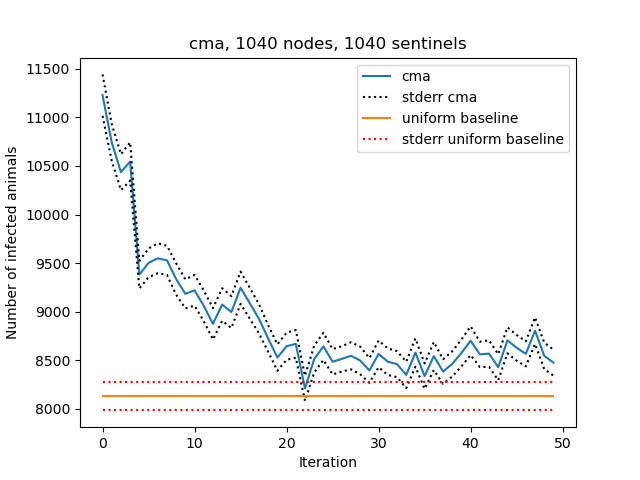 cma, 1040 nodes, 1040 sentinels
cma
stderr cma
uniform baseline
stderr uniform baseline
Number of infected animals
11500
11000
10500
10000
9500
9000
8500
8000
0 10 20 30 40 50
Iteration